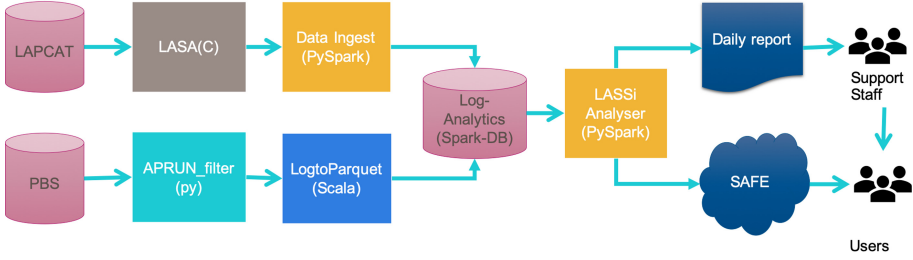 LAPCAT
LASA(C)
Data Ingest
(PySpark)
Daily report
Support
Staff
Log-
Analytics
(Spark-DB)
LASSi
Analyser
(PySpark)
PBS
APRUN_filter
(py)
LogtoParquet
(Scala)
SAFE
Users